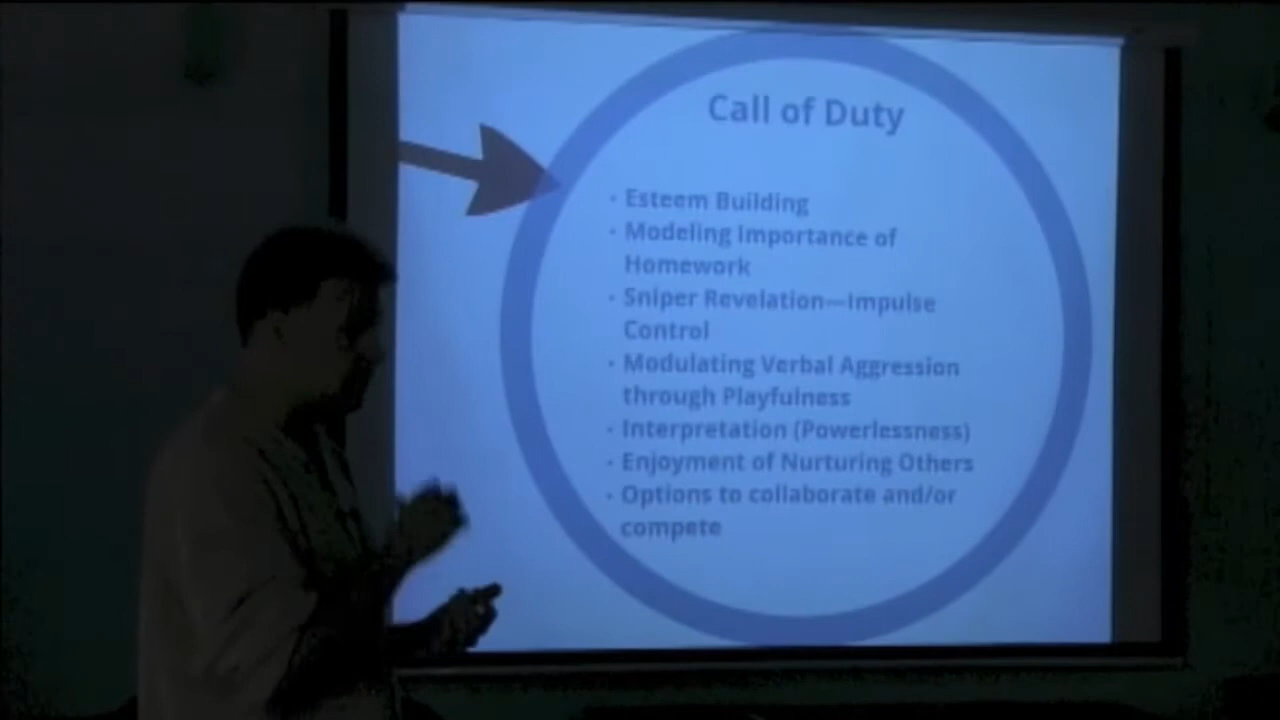 Call of Duty
· Esteem Building
· Modeling Importance of
Homework
· Sniper Revelation—Impulse
Control
· Modulating Verbal Aggression
through Playfulness
· Interpretation (Powerlessness)
· Enjoyment of Nurturing Others
· Options to collaborate and/or
compete